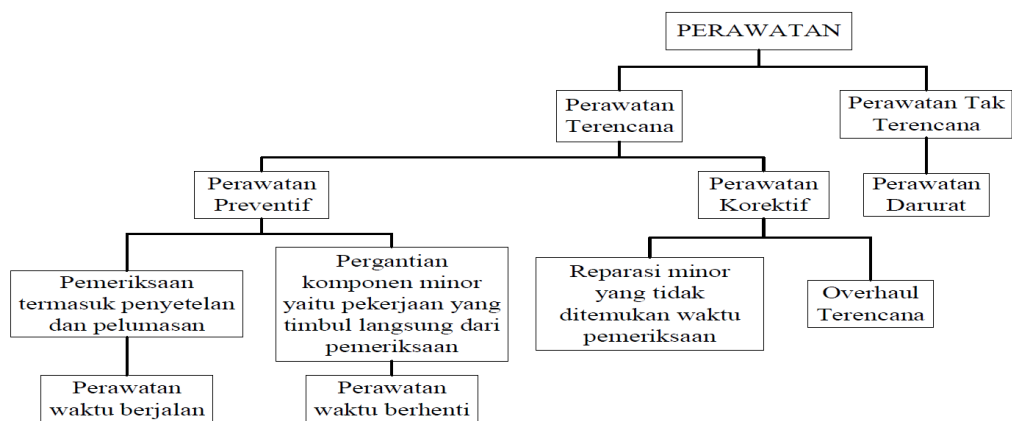 PERAWATAN
Perawatan
Terencana
Perawatan Tak
Terencana
Perawatan
Preventif
Perawatan
Korektif
Perawatan
Darurat
Pemeriksaan
termasuk penyetelan
dan pelumasan
Pergantian
komponen minor
yaitu pekerjaan yang
timbul langsung dari
pemeriksaan
Reparasi minor
yang tidak
ditemukan waktu
pemeriksaan
Overhaul
Terencana
Perawatan
waktu berjalan
Perawatan
waktu berhenti